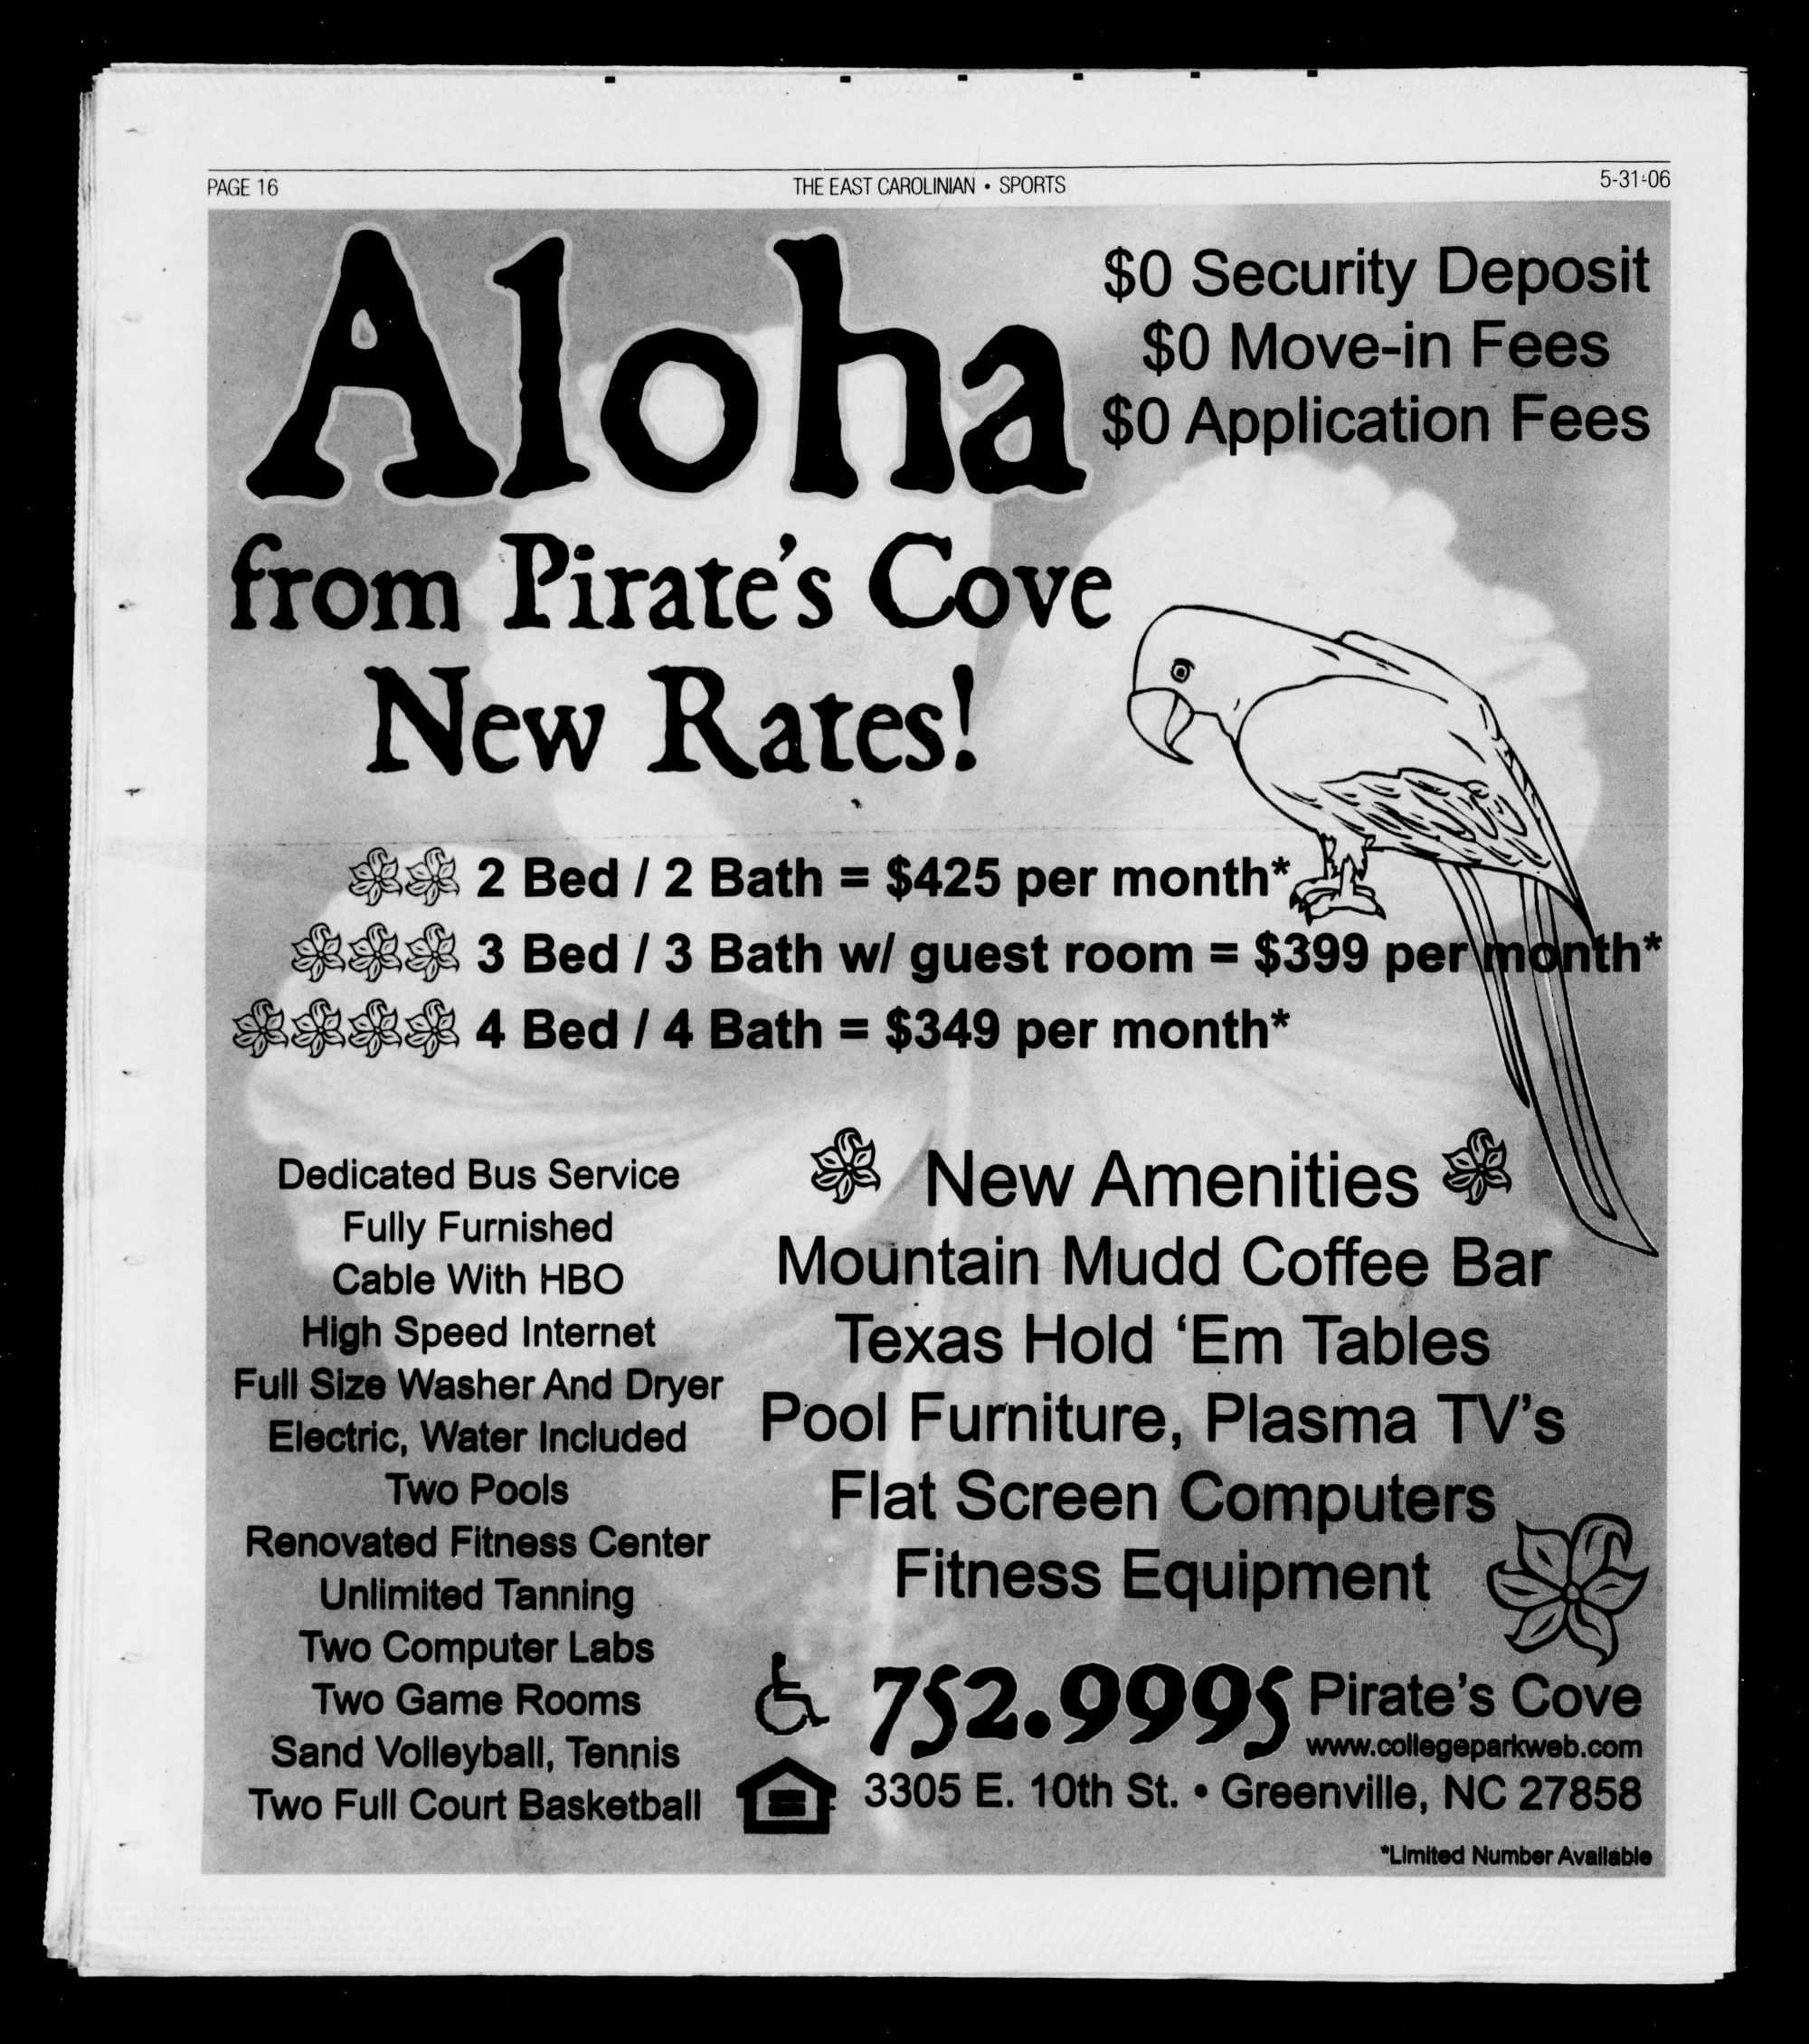 PAGE 16
THE EAST CAROLINIAN • SPORTS
5-31-06
Aloha
from Pirate's Cove
New Rates!
$0 Security Deposit
$0 Move-in Fees
$0 Application Fees
2 Bed / 2 Bath = $425 per month*
3 Bed / 3 Bath w/ guest room = $399 per month*
4 Bed / 4 Bath = $349 per month*
Dedicated Bus Service
Fully Furnished
Cable With HBO
High Speed Internet
Full Size Washer And Dryer
Electric, Water Included
Two Pools
Renovated Fitness Center
Unlimited Tanning
Two Computer Labs
Two Game Rooms
Sand Volleyball, Tennis
Two Full Court Basketball
New Amenities
Mountain Mudd Coffee Bar
Texas Hold ‘Em Tables
Pool Furniture, Plasma TV's
Flat Screen Computers
Fitness Equipment
752.9995 Pirate's Cove
www.collegeparkweb.com
3305 E. 10th St. • Greenville, NC 27858
*Limited Number Available